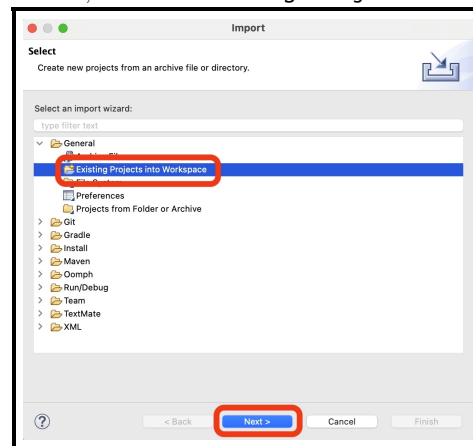 Import
Select
Create new projects from an archive file or directory.
Select an import wizard:
type filter text
General
Existing Projects into Workspace
Preferences
Projects from Folder or Archive
Git
Gradle
Install
Maven
Oomph
Run/Debug
Team
TextMate
XML
? < Back Next > Cancel Finish